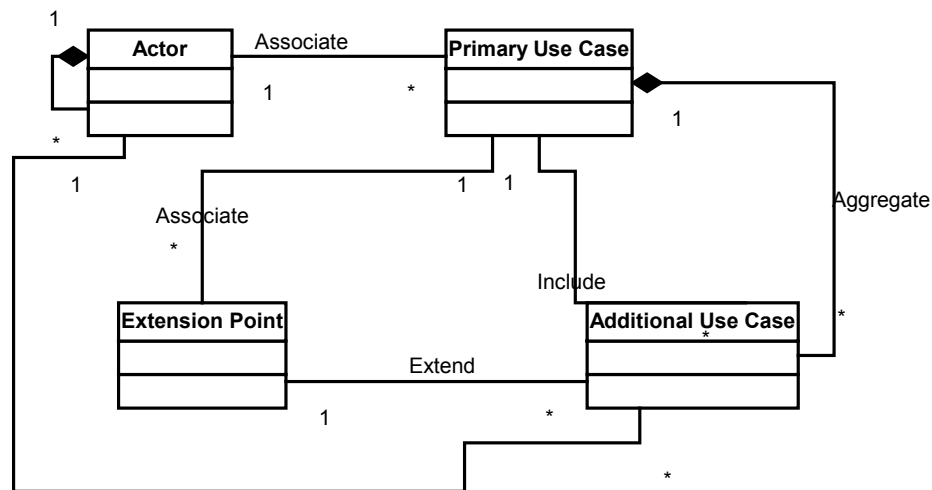 1
Actor
Associate
Primary Use Case
1
*
1
*
1
1
1
Associate
*
Aggregate
Include
Extension Point
Additional Use Case
*
*
Extend
1
*
*